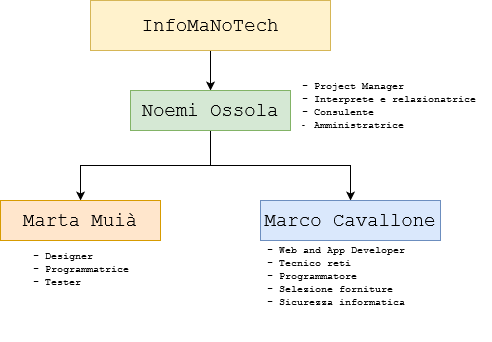 InfoMaNoTech
Noemi Ossola
- Project Manager
- Interprete e relazionatrice
- Consulente
- Amministratrice
Marta Muià
- Designer
- Programmatrice
- Tester
Marco Cavallone
- Web and App Developer
- Tecnico reti
- Programmatore
- Selezione forniture
- Sicurezza informatica